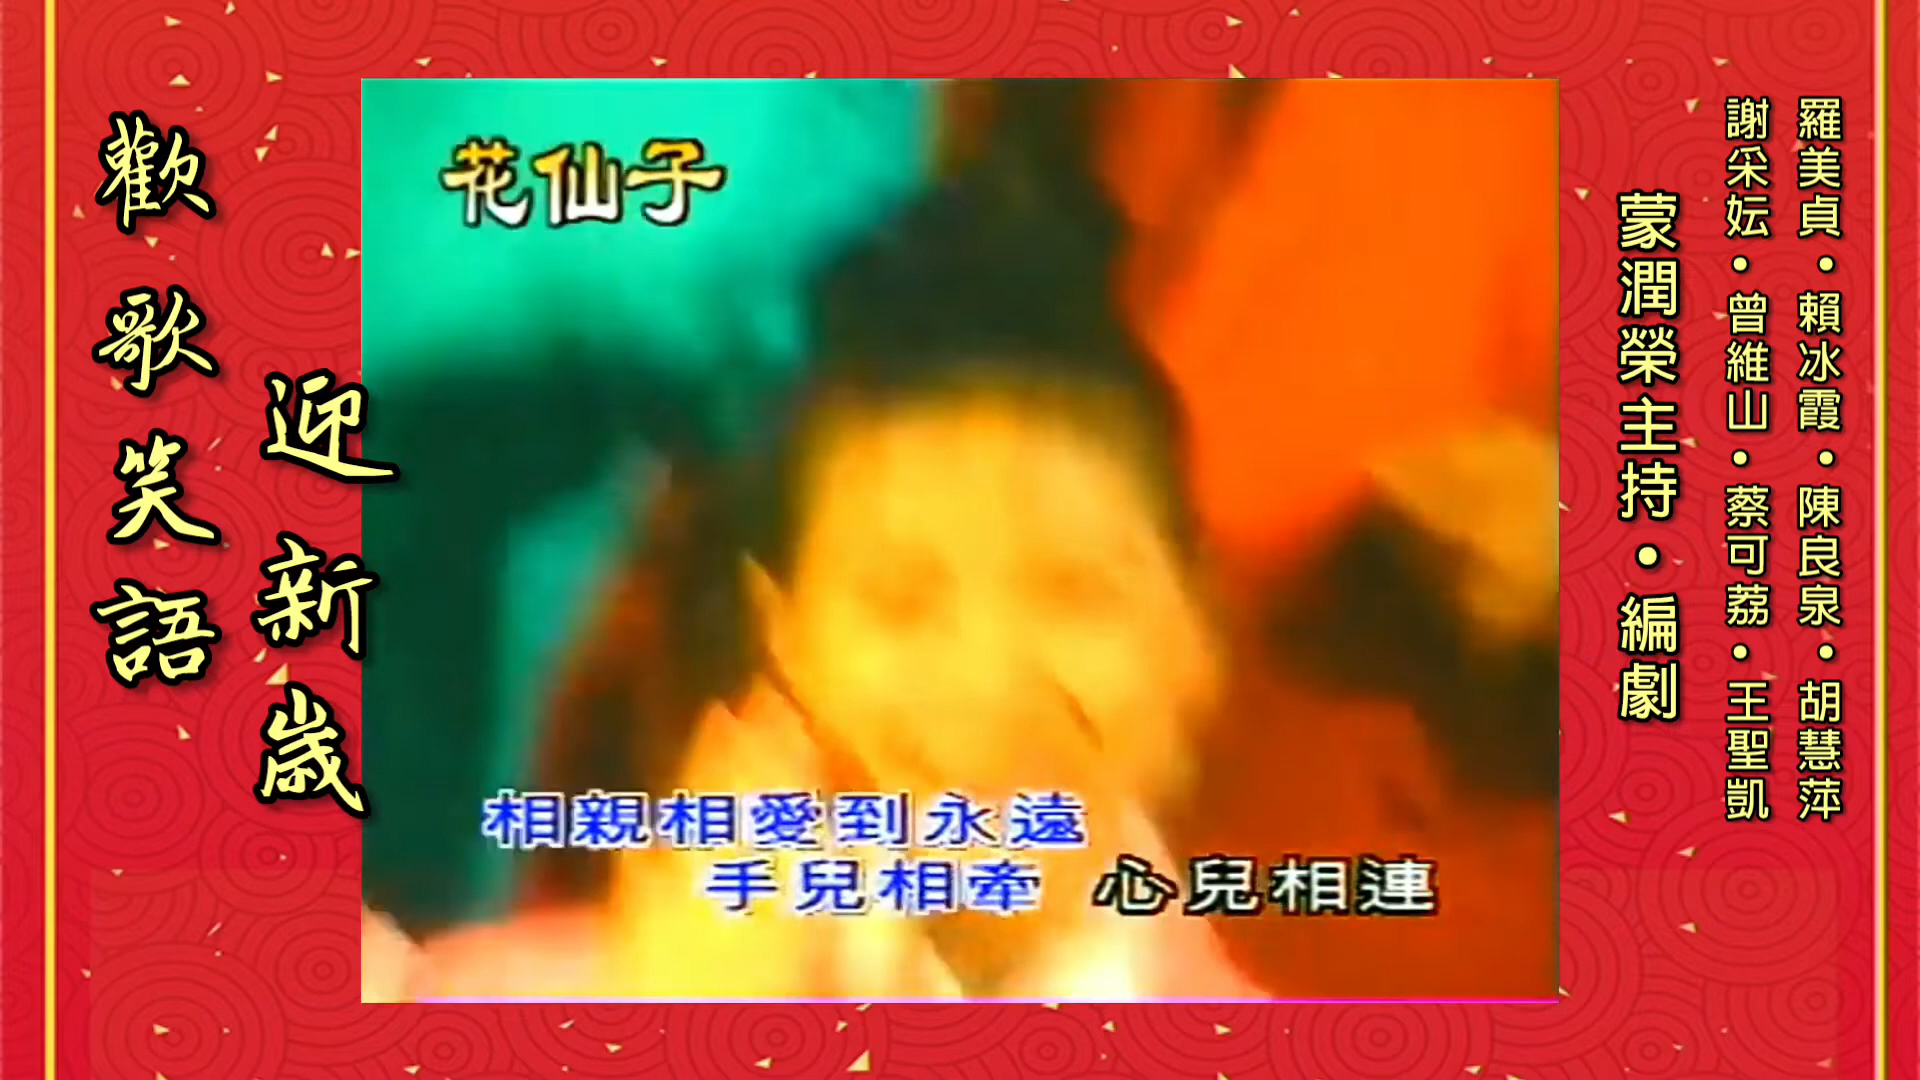 歡歌笑語
迎新歲
花仙子
相親相愛到永遠
手兒相牽 心兒相連
羅美貞・賴冰霞・陳良泉・胡慧萍
謝采妘・曾維山・蔡可荔・王聖凱
蒙潤榮主持・編劇